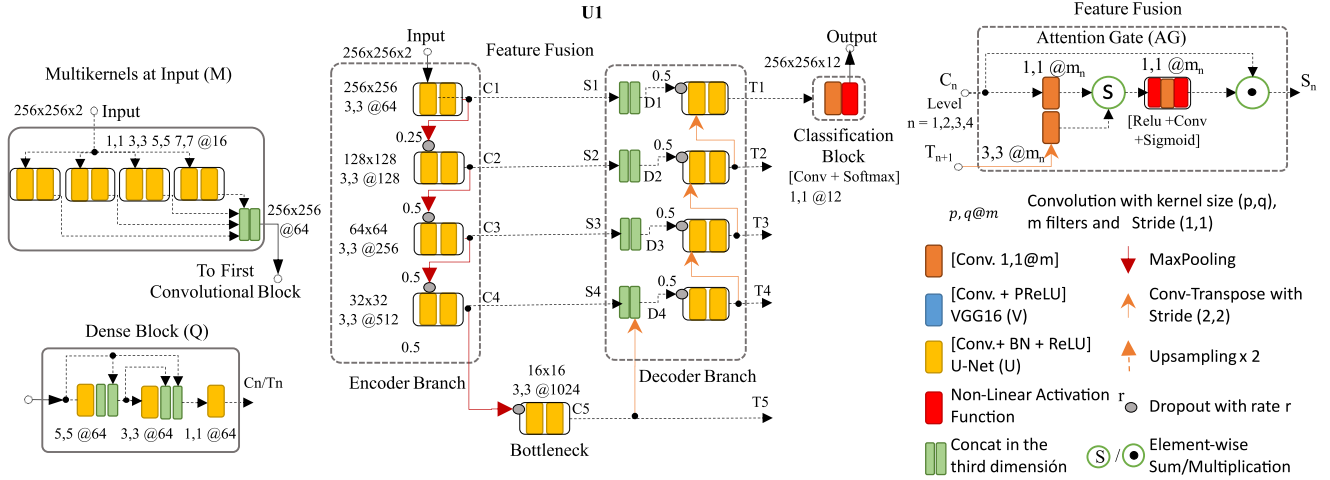 U1
Multikernels at Input (M)
256x256x2
Input
1,1 3,3 5,5 7,7 @16
256x256
@64
To First
Convolutional Block
Dense Block (Q)
Cn/Tn
5,5 @64
3,3 @64
1,1 @64
Input
256x256x2
Feature Fusion
256x256
3,3 @64
C1
0.25
128x128
3,3 @128
C2
0.5
64x64
3,3 @256
C3
0.5
32x32
3,3 @512
C4
0.5
Encoder Branch
16x16
3,3 @1024
C5
Bottleneck
S1
D1
0.5
T1
S2
D2
0.5
T2
S3
D3
0.5
T3
S4
D4
0.5
T4
Decoder Branch
T5
Output
256x256x12
Classification
Block
[Conv + Softmax]
1,1 @12
Feature Fusion
Attention Gate (AG)
1,1 @mn
1,1 @mn
Cn
Sn
Level
n = 1,2,3,4
S
[Relu +Conv
+Sigmoid]
Tn+1
3,3 @mn
p,q@m
Convolution with kernel size (p,q),
m filters and Stride (1,1)
[Conv. 1,1@m]
MaxPooling
[Conv. + PReLU]
VGG16 (V)
Conv-Transpose with
Stride (2,2)
[Conv.+ BN + ReLU]
U-Net (U)
Upsampling x 2
Non-Linear Activation
Function
r
Dropout with rate r
Concat in the
third dimensión
S /
Element-wise
Sum/Multiplication